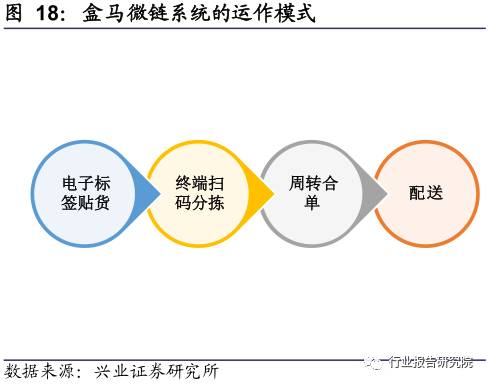 图 18：盒马微链系统的运作模式
电子标
签贴货
终端扫
码分拣
周转合
单
配送
行业报告研究院
数据来源：兴业证券研究所